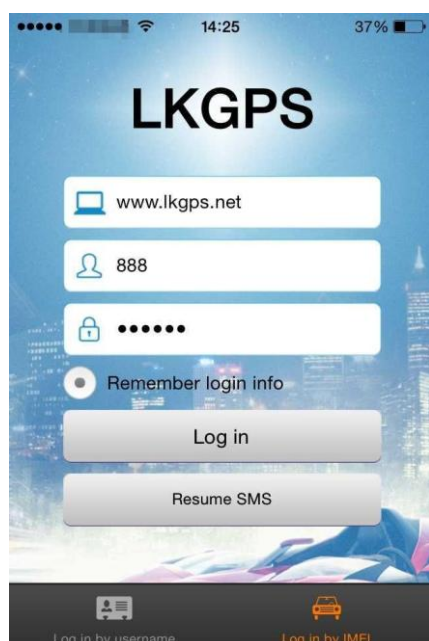 14:25
37%
LKGPS
www.lkgps.net
888
••••••
Remember login info
Log in
Resume SMS
Log in by username
Log in by IMEI